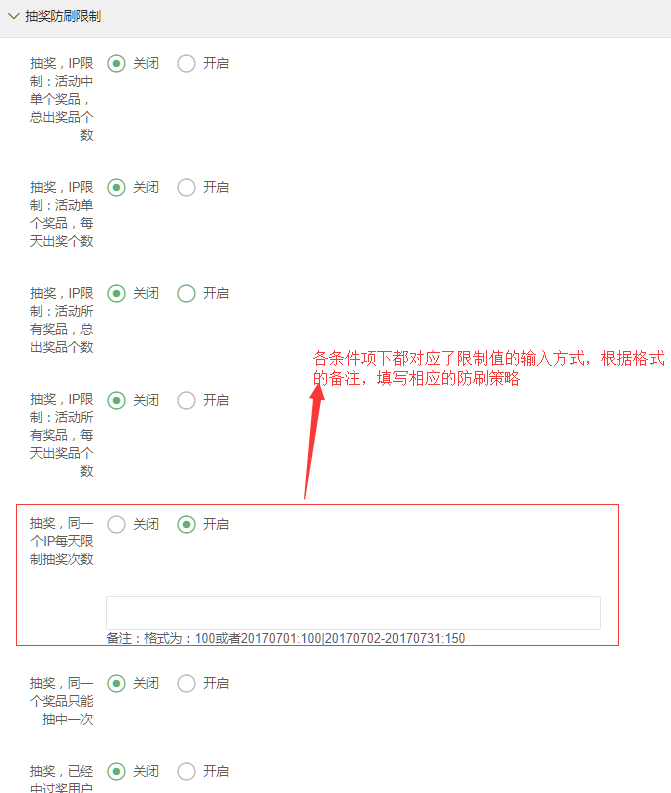 抽奖防刷限制
抽奖，IP限 关闭 开启
制：活动中
单个奖品，
总出奖品个
数
抽奖，IP限 关闭 开启
制：活动单
个奖品，每
天出奖个数
抽奖，IP限 关闭 开启
制：活动所
有奖品，总
出奖品个数
各条件项下都对应了限制值的输入方式，根据格式
的备注，填写相应的防刷策略
抽奖，IP限 关闭 开启
制：活动所
有奖品，每
天出奖品个
数
抽奖，同一 关闭 开启
个IP每天限
制抽奖次数
备注：格式为：100或者20170701:100|20170702-20170731:150
抽奖，同一 关闭 开启
个奖品只能
抽中一次
抽奖，已经 关闭 开启
中过奖用户